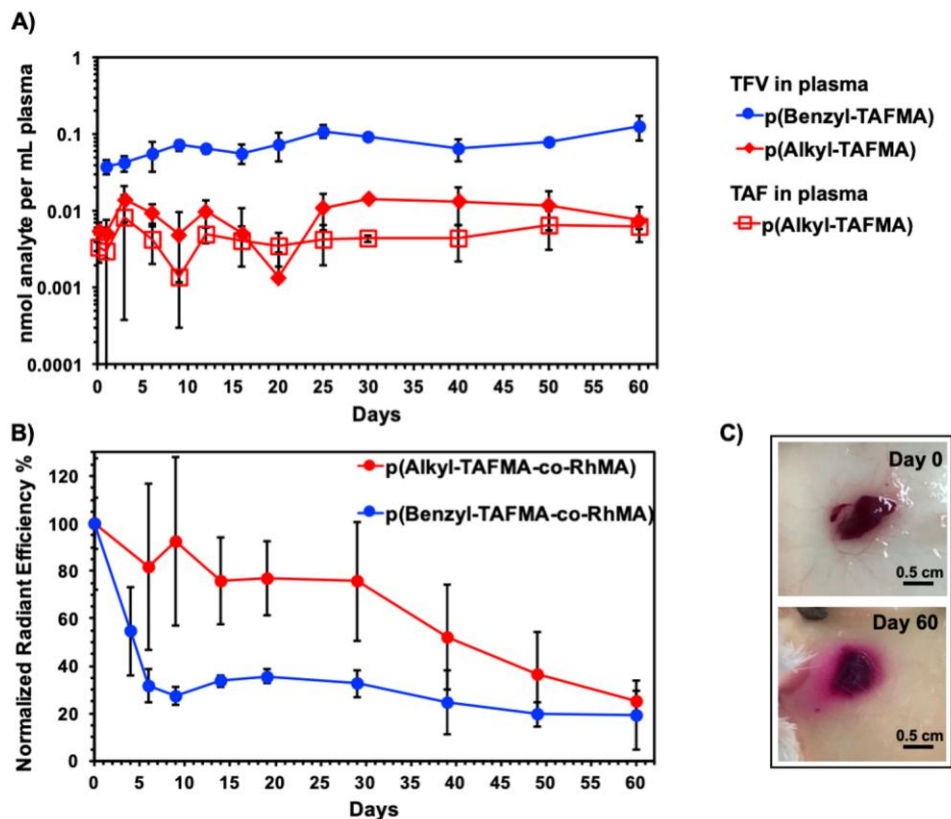 A)
nmol analyte per mL plasma
1
0.1
0.01
0.001
0.0001
0 5 10 15 20 25 30 35 40 45 50 55 60
Days
TFV in plasma
p(Benzyl-TAFMA)
p(Alkyl-TAFMA)
TAF in plasma
p(Alkyl-TAFMA)
B)
Normalized Radiant Efficiency %
120
100
80
60
40
20
0
0 5 10 15 20 25 30 35 40 45 50 55 60
Days
p(Alkyl-TAFMA-co-RhMA)
p(Benzyl-TAFMA-co-RhMA)
C)
Day 0
0.5 cm
Day 60
0.5 cm